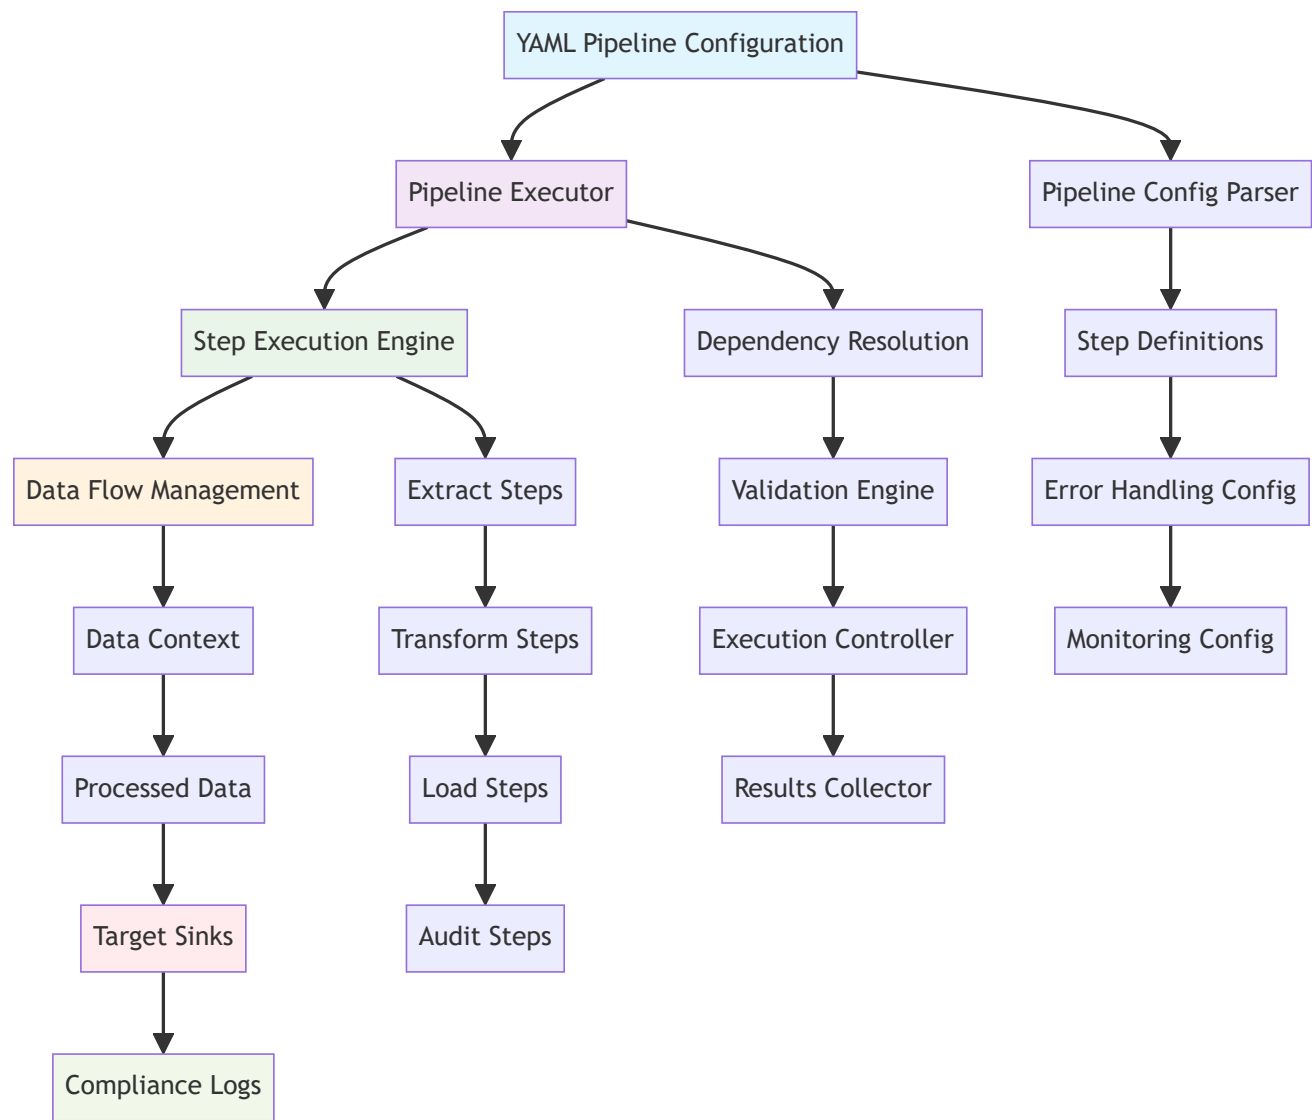 YAML Pipeline Configuration
Pipeline Executor
Pipeline Config Parser
Step Execution Engine
Dependency Resolution
Step Definitions
Data Flow Management
Extract Steps
Validation Engine
Error Handling Config
Data Context
Transform Steps
Execution Controller
Monitoring Config
Processed Data
Load Steps
Results Collector
Target Sinks
Audit Steps
Compliance Logs